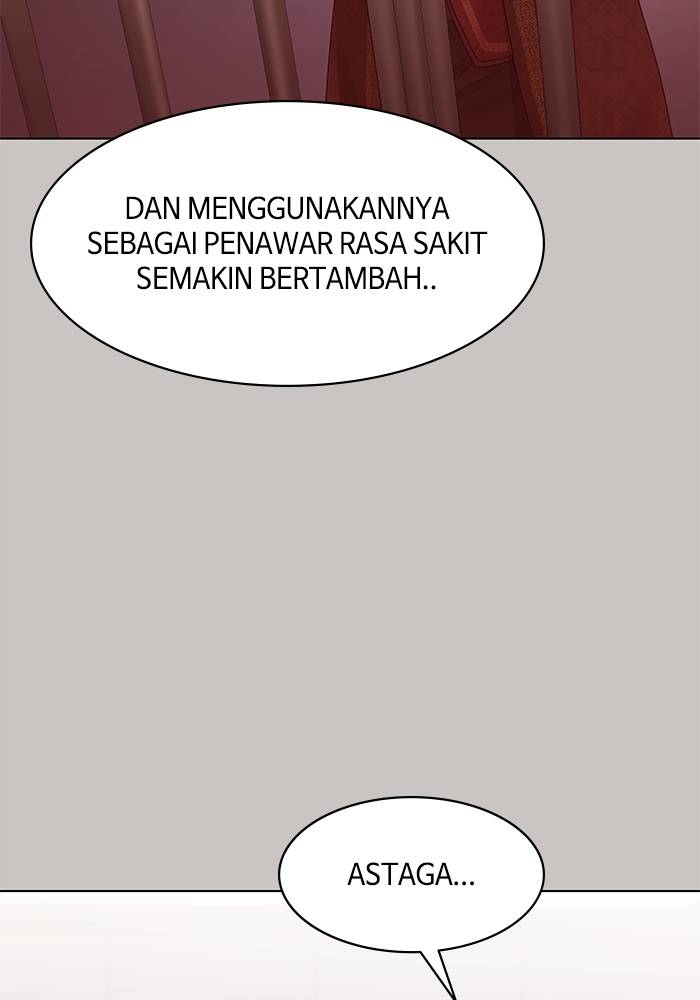 DAN MENGGUNAKANNYA
SEBAGAI PENAWAR RASA SAKIT
SEMAKIN BERTAMBAH..
ASTAGA...